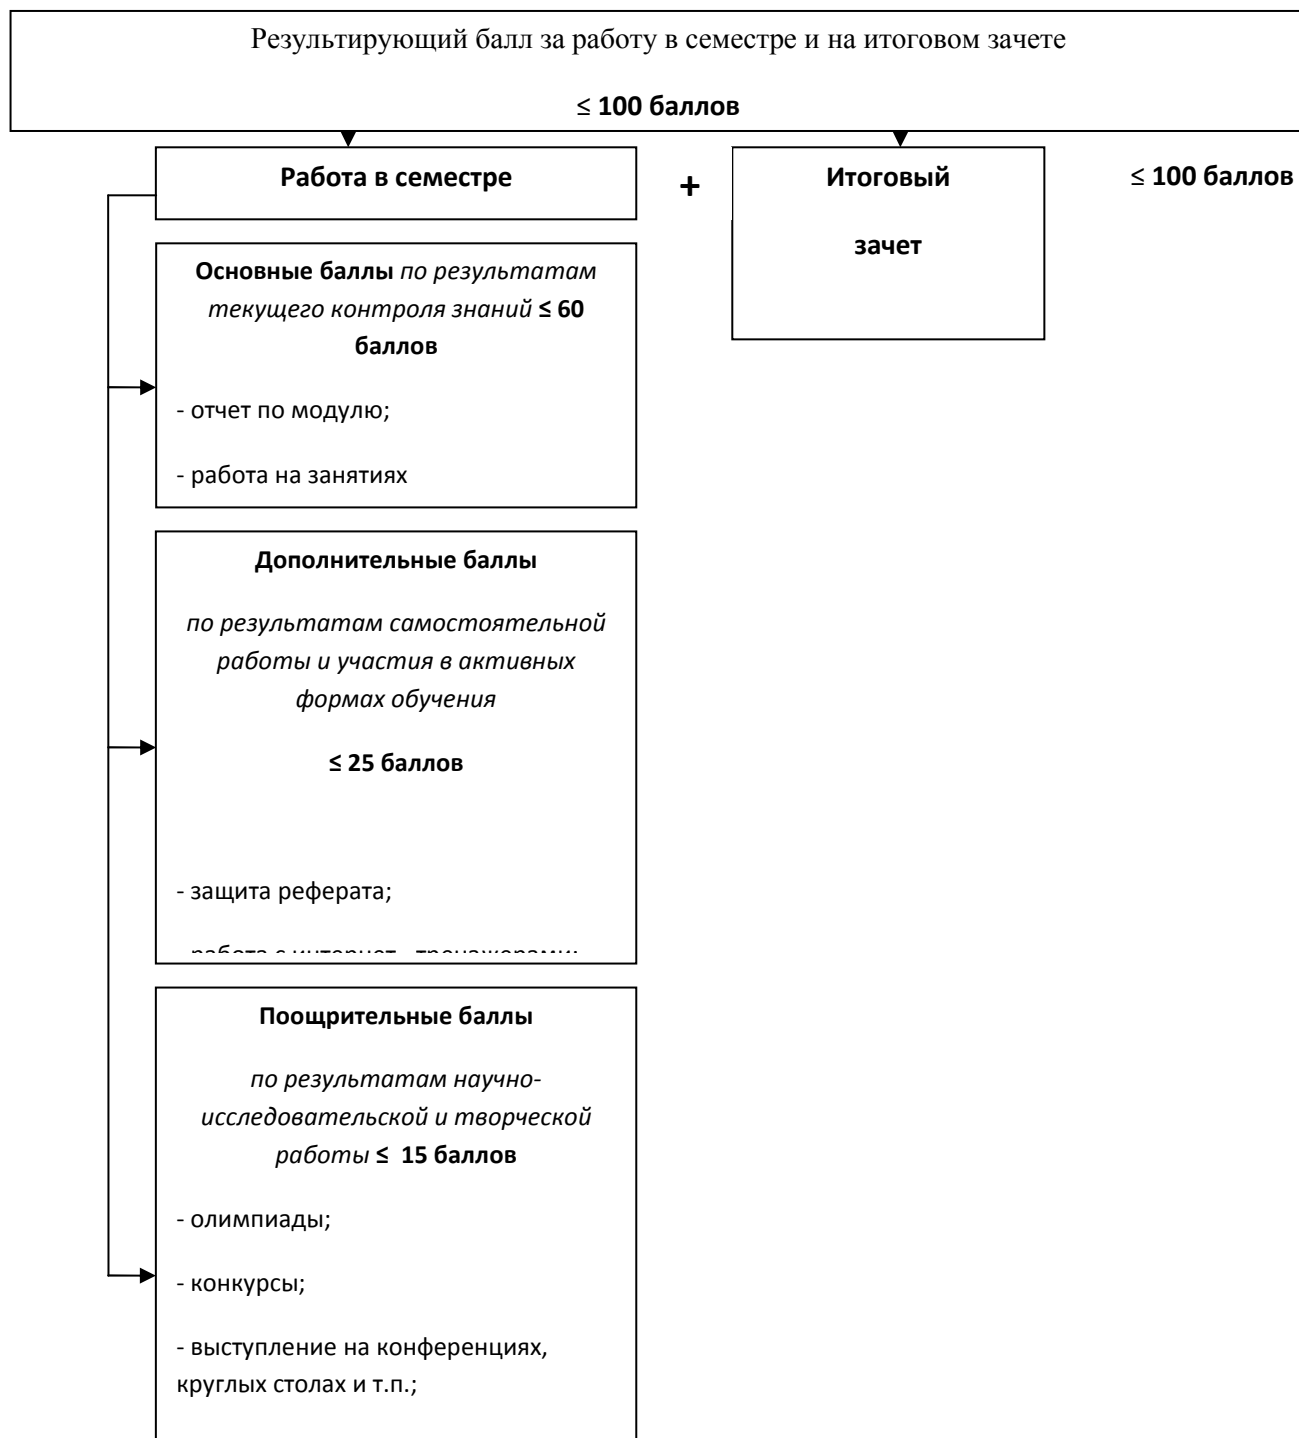 Результирующий балл за работу в семестре и на итоговом зачете
≤ 100 баллов
Работа в семестре
+
Итоговый
зачет
≤ 100 баллов
Основные баллы по результатам
текущего контроля знаний ≤ 60
баллов
- отчет по модулю;
- работа на занятиях
Дополнительные баллы
по результатам самостоятельной
работы и участия в активных
формах обучения
≤ 25 баллов
- защита реферата;
- работа с интернет - тренажерами;
Поощрительные баллы
по результатам научно-
исследовательской и творческой
работы ≤ 15 баллов
- олимпиады;
- конкурсы;
- выступление на конференциях,
круглых столах и т.п.;